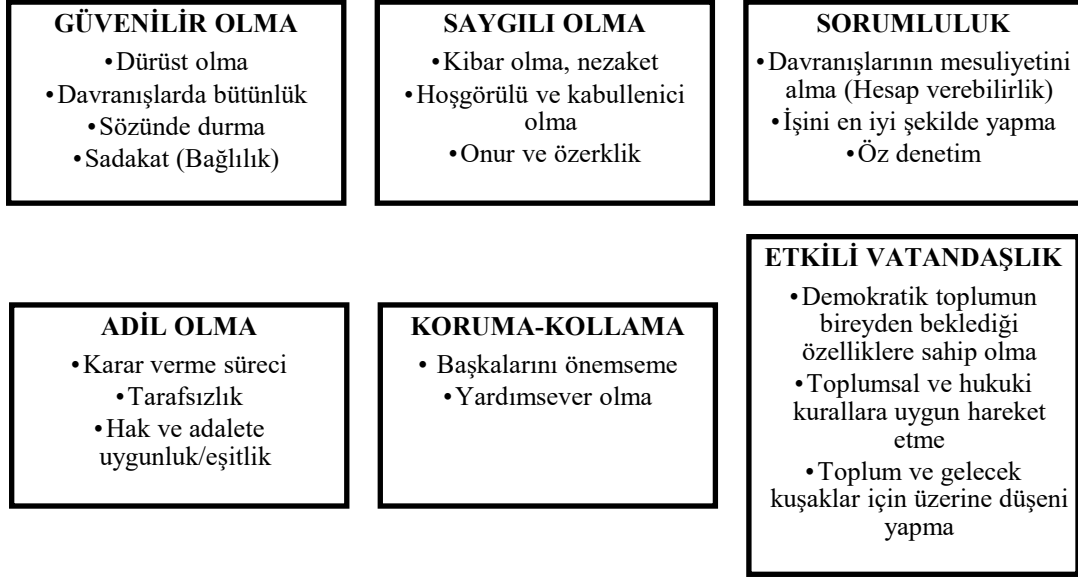 GÜVENİLİR OLMA
•Dürüst olma
•Davranışlarda bütünlük
•Sözünde durma
•Sadakat (Bağlılık)
SAYGILI OLMA
•Kibar olma, nezaket
•Hoşgörülü ve kabullenici
olma
•Onur ve özerklik
SORUMLULUK
•Davranışlarının mesuliyetini
alma (Hesap verebilirlik)
•İşini en iyi şekilde yapma
•Öz denetim
ADİL OLMA
•Karar verme süreci
•Tarafsızlık
•Hak ve adalete
uygunluk/eşitlik
KORUMA-KOLLAMA
• Başkalarını önemseme
•Yardımsever olma
ETKİLİ VATANDAŞLIK
•Demokratik toplumun
bireyden beklediği
özelliklere sahip olma
•Toplumsal ve hukuki
kurallara uygun hareket
etme
•Toplum ve gelecek
kuşaklar için üzerine düşeni
yapma